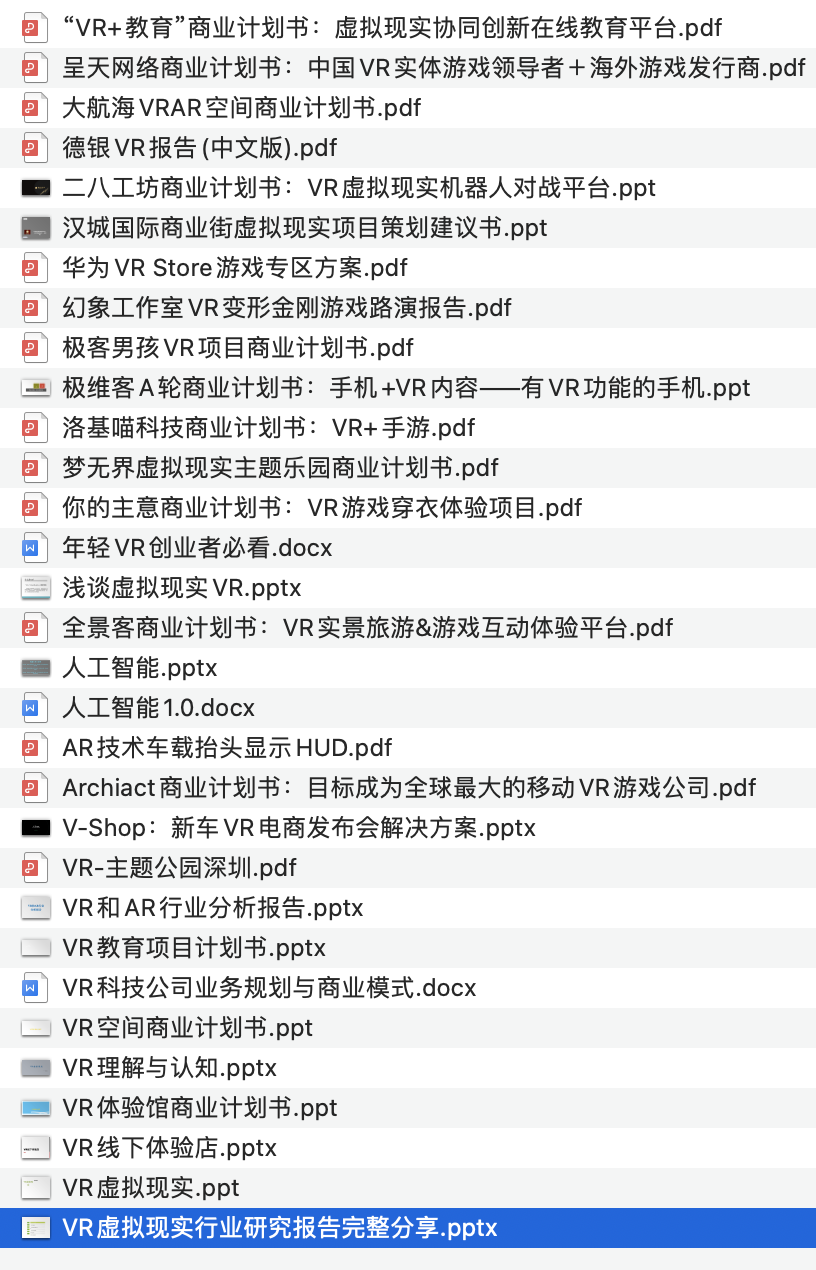 “VR+教育”商业计划书：虚拟现实协同创新在线教育平台.pdf
呈天网络商业计划书：中国VR实体游戏领导者＋海外游戏发行商.pdf
大航海VRAR空间商业计划书.pdf
德银VR报告(中文版).pdf
二八工坊商业计划书：VR虚拟现实机器人对战平台.ppt
汉城国际商业街虚拟现实项目策划建议书.ppt
华为VR Store游戏专区方案.pdf
幻象工作室VR变形金刚游戏路演报告.pdf
极客男孩VR项目商业计划书.pdf
极维客A轮商业计划书：手机+VR内容——有VR功能的手机.ppt
洛基喵科技商业计划书：VR+手游.pdf
梦无界虚拟现实主题乐园商业计划书.pdf
你的主意商业计划书：VR游戏穿衣体验项目.pdf
年轻VR创业者必看.docx
浅谈虚拟现实VR.pptx
全景客商业计划书：VR实景旅游&游戏互动体验平台.pdf
人工智能.pptx
人工智能1.0.docx
AR技术车载抬头显示HUD.pdf
Archiact商业计划书：目标成为全球最大的移动VR游戏公司.pdf
V-Shop：新车VR电商发布会解决方案.pptx
VR-主题公园深圳.pdf
VR和AR行业分析报告.pptx
VR教育项目计划书.pptx
VR科技公司业务规划与商业模式.docx
VR空间商业计划书.ppt
VR理解与认知.pptx
VR体验馆商业计划书.ppt
VR线下体验店.pptx
VR虚拟现实.ppt
VR虚拟现实行业研究报告完整分享.pptx